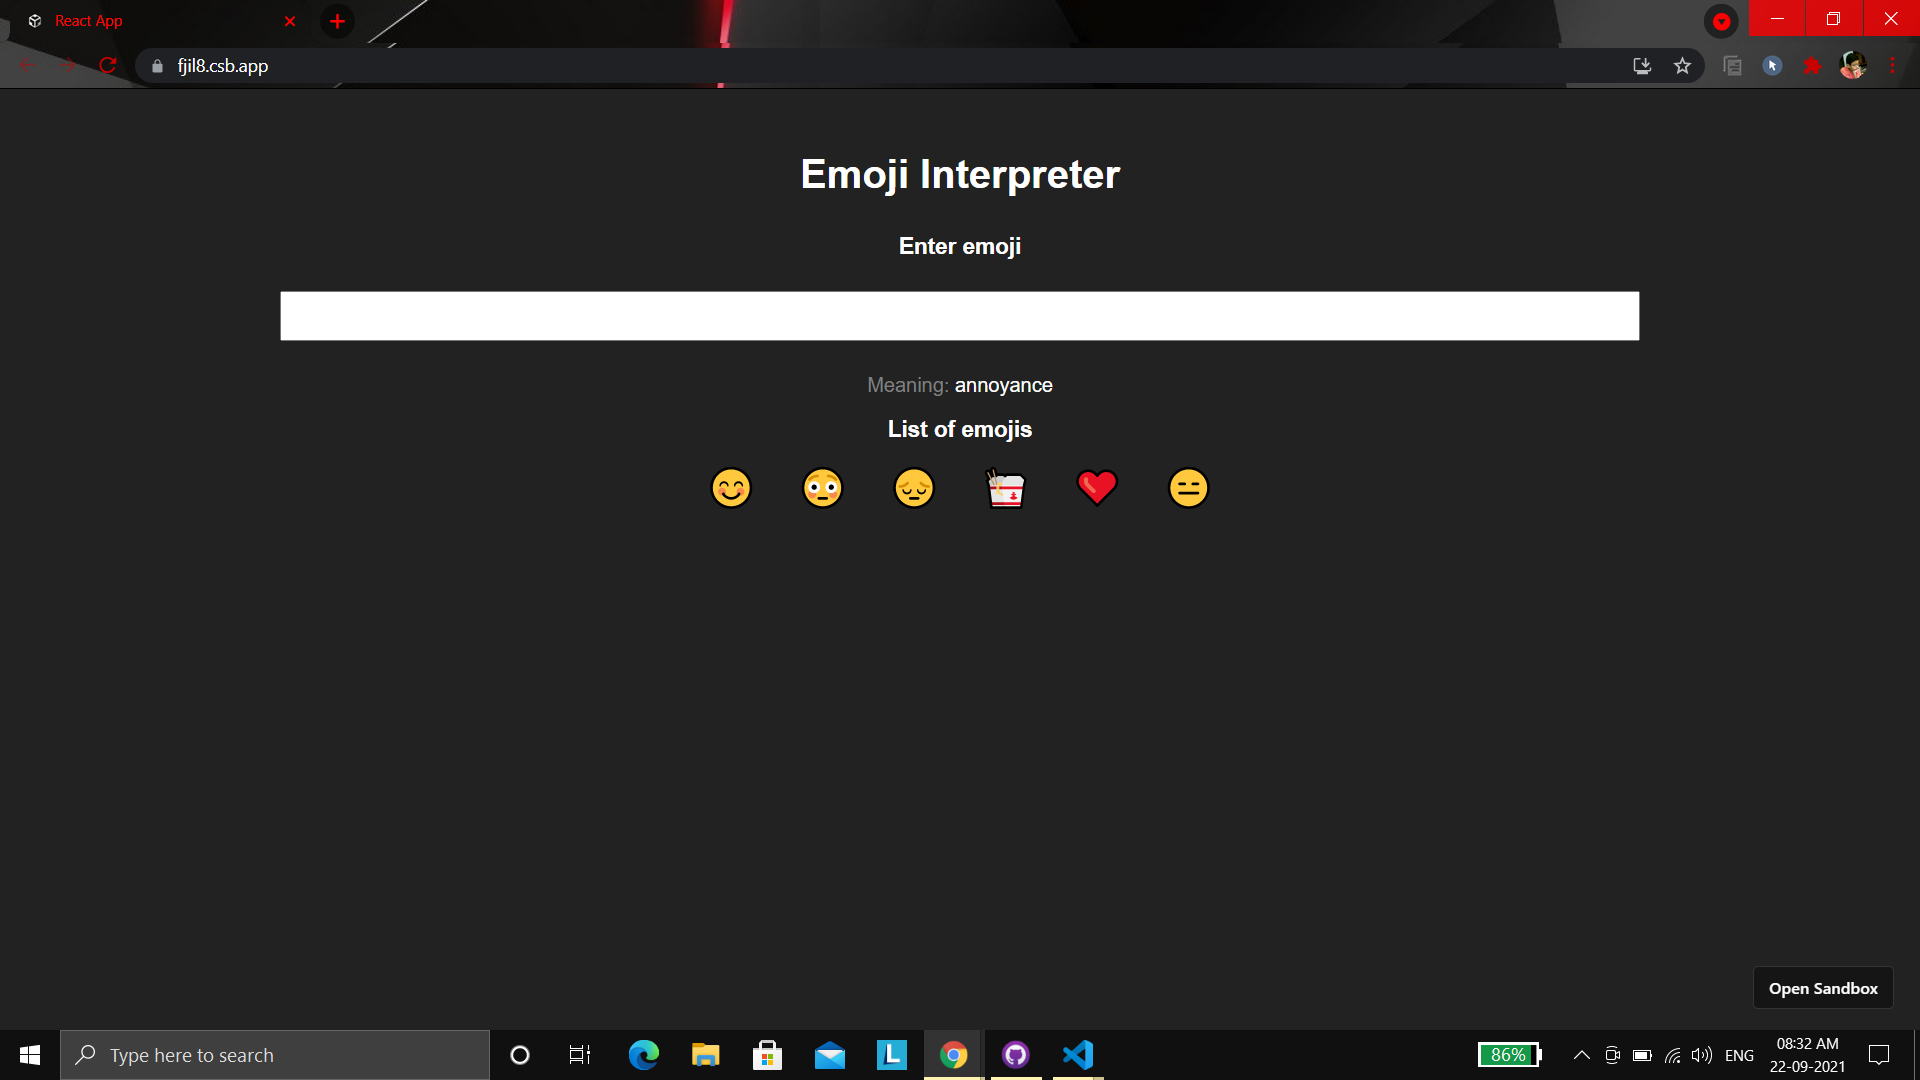 React App
fjil8.csb.app
Emoji Interpreter
Enter emoji
Meaning: annoyance
List of emojis
Open Sandbox
Type here to search
L
86%
ENG
08:32 AM
22-09-2021